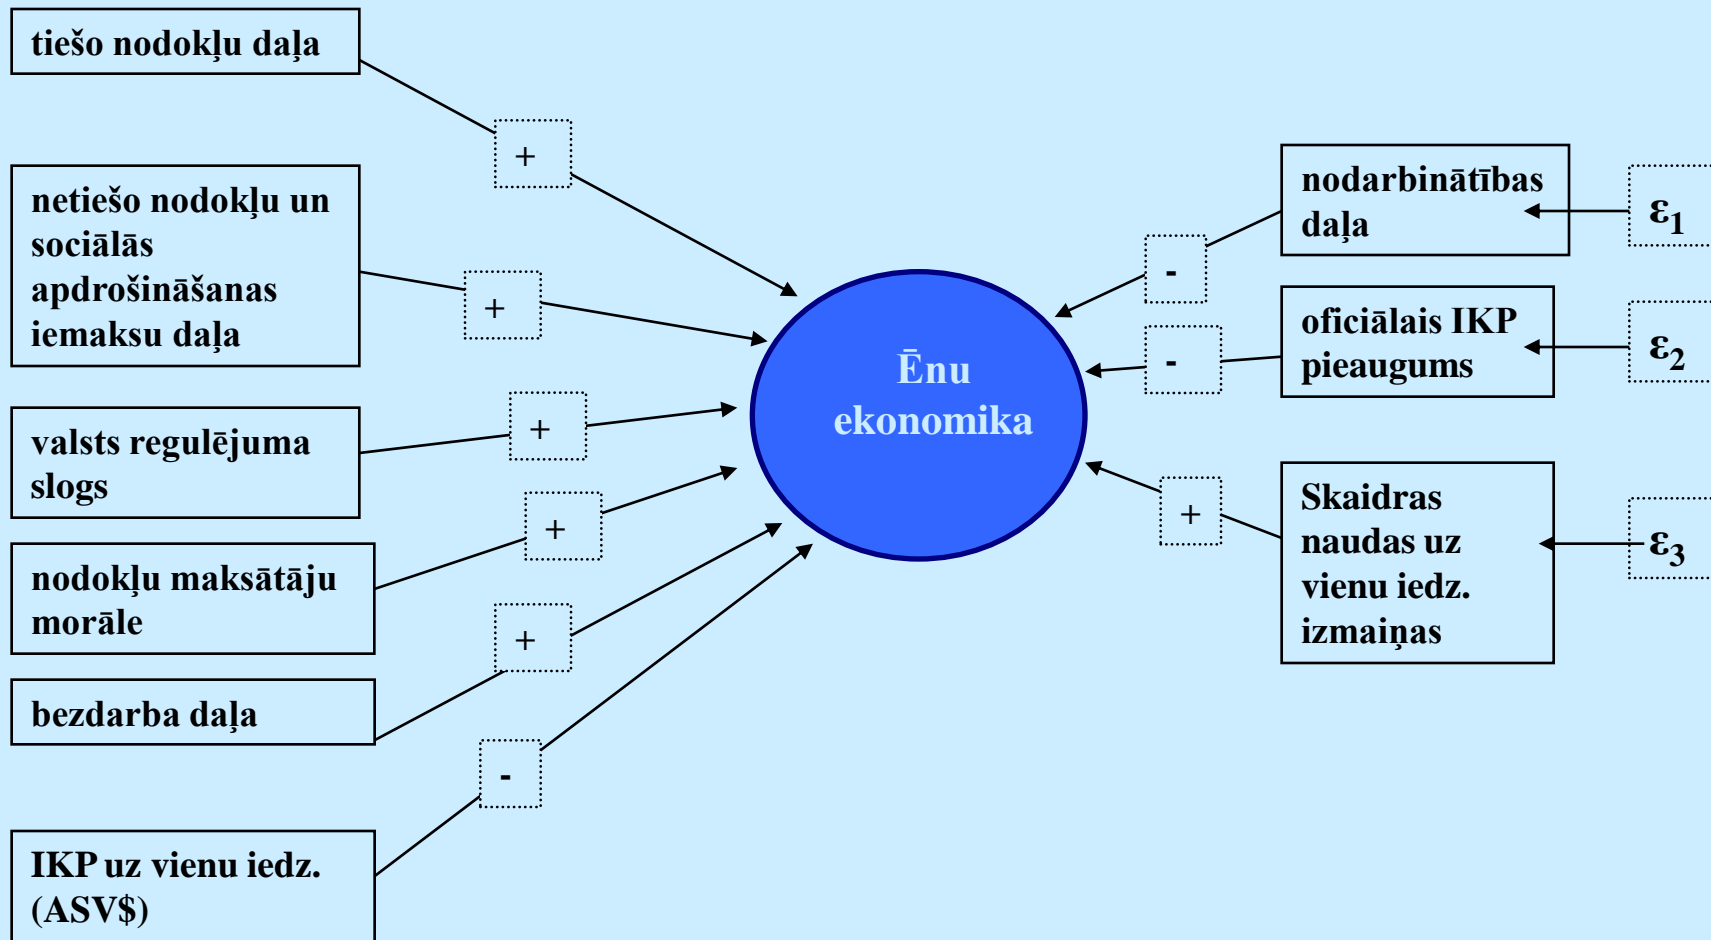 tiešo nodokļu daļa
+
netiešo nodokļu un
sociālās
apdrošināšanas
iemaksu daļa
+
valsts regulējuma
slogs
+
nodokļu maksātāju
morāle
+
bezdarba daļa
+
IKP uz vienu iedz.
(ASV$)
-
Ēnu
ekonomika
nodarbinātības
daļa
-
ε1
oficiālais IKP
pieaugums
-
ε2
Skaidras
naudas uz
vienu iedz.
izmaiņas
+
ε3